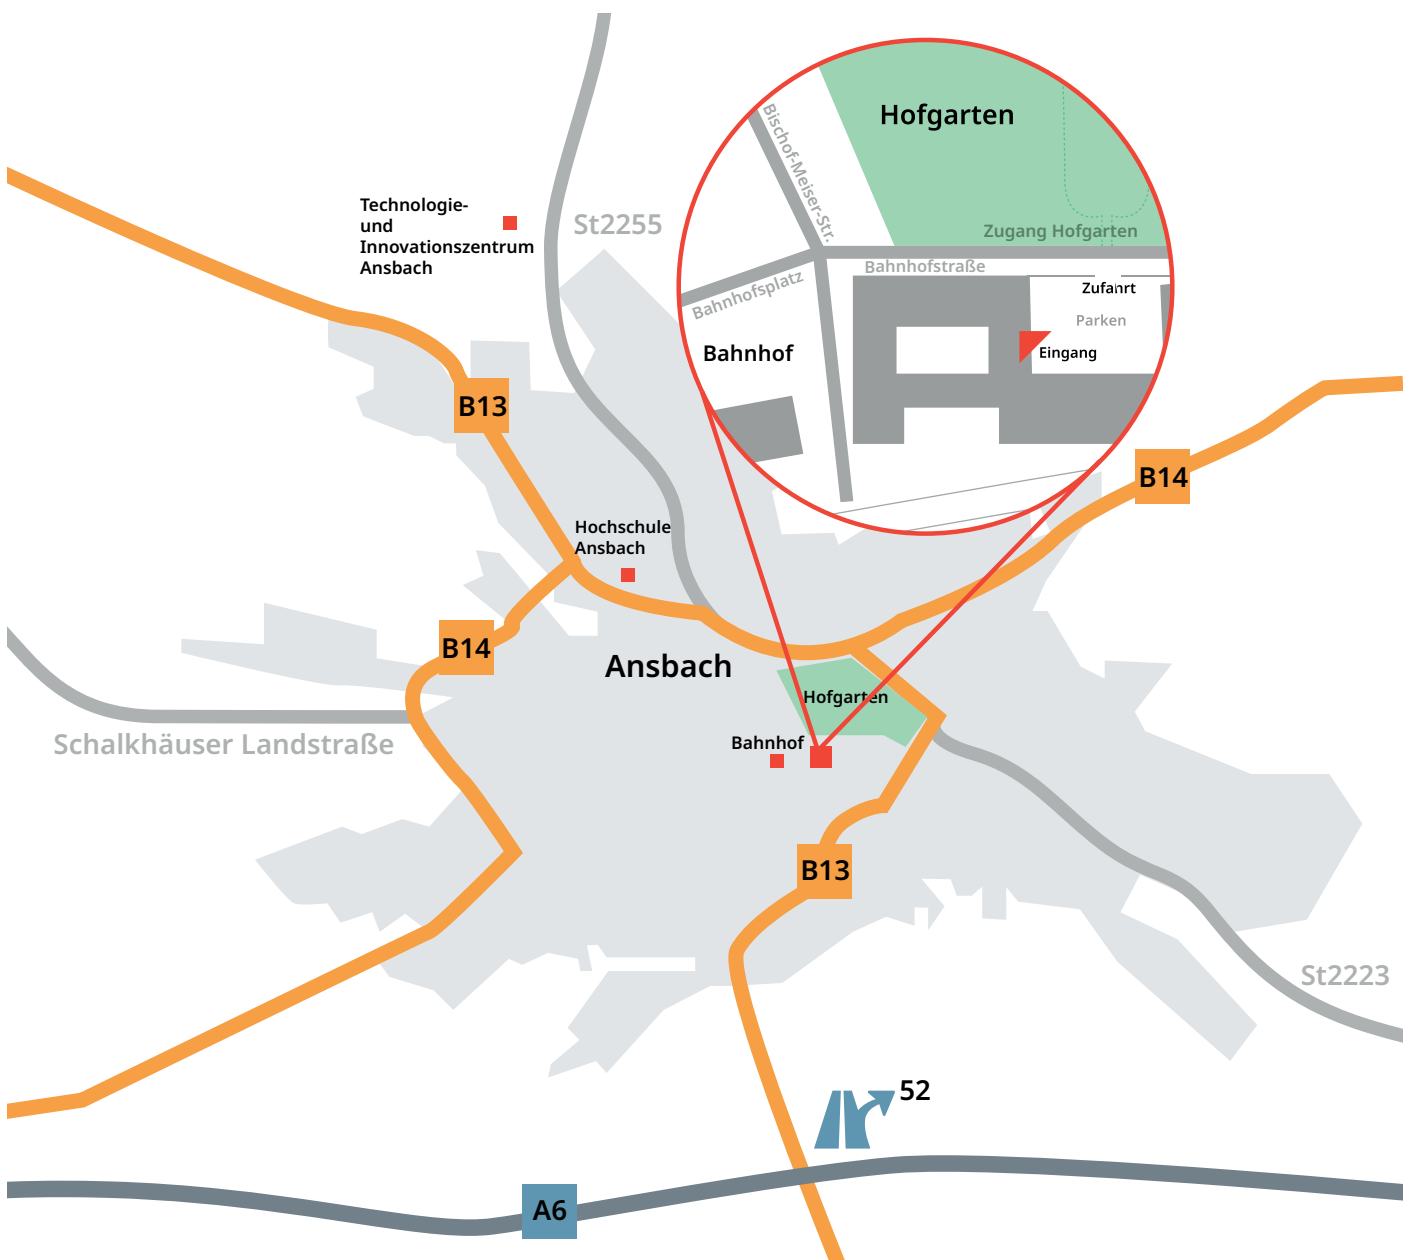 Hofgarten
Bischof-Meiser-Str.
Technologie-
und
Innovationszentrum
Ansbach
St2255
Zugang Hofgarten
Bahnhofstraße
Bahnhofsplatz
Zufahrt
Parken
Bahnhof
Eingang
B13
B14
Hochschule
Ansbach
B14
Ansbach
Hofgarten
Schalkhäuser Landstraße
Bahnhof
B13
St2223
52
A6